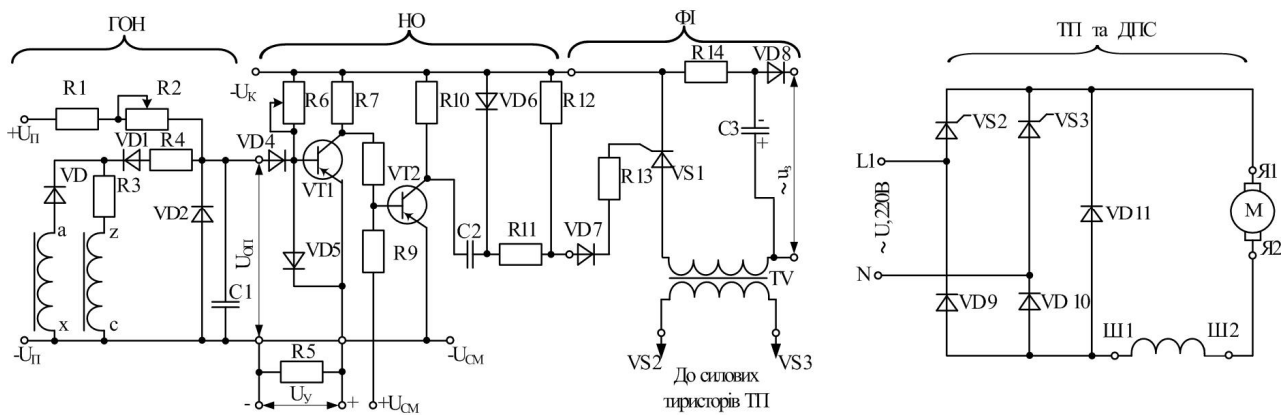 ГОН
НО
ФІ
ТП та ДПС
R1
R2
+UП
VD1
R4
VD
R3
VD2
a
x
z
c
C1
-UП
UОП
-UК
R6
R7
VD4
VT1
VD5
VT2
R9
R10
VD6
R12
C2
R11
VD7
R5
UУ
-
+
+UСМ
-UСМ
R13
VS1
R14
VD8
C3
-
+
~ uз
TV
VS2
VS3
До силових
тиристорів ТП
VS2
VS3
L1
~ U, 220В
N
VD11
VD9
VD 10
Я1
М
Я2
Ш1
Ш2